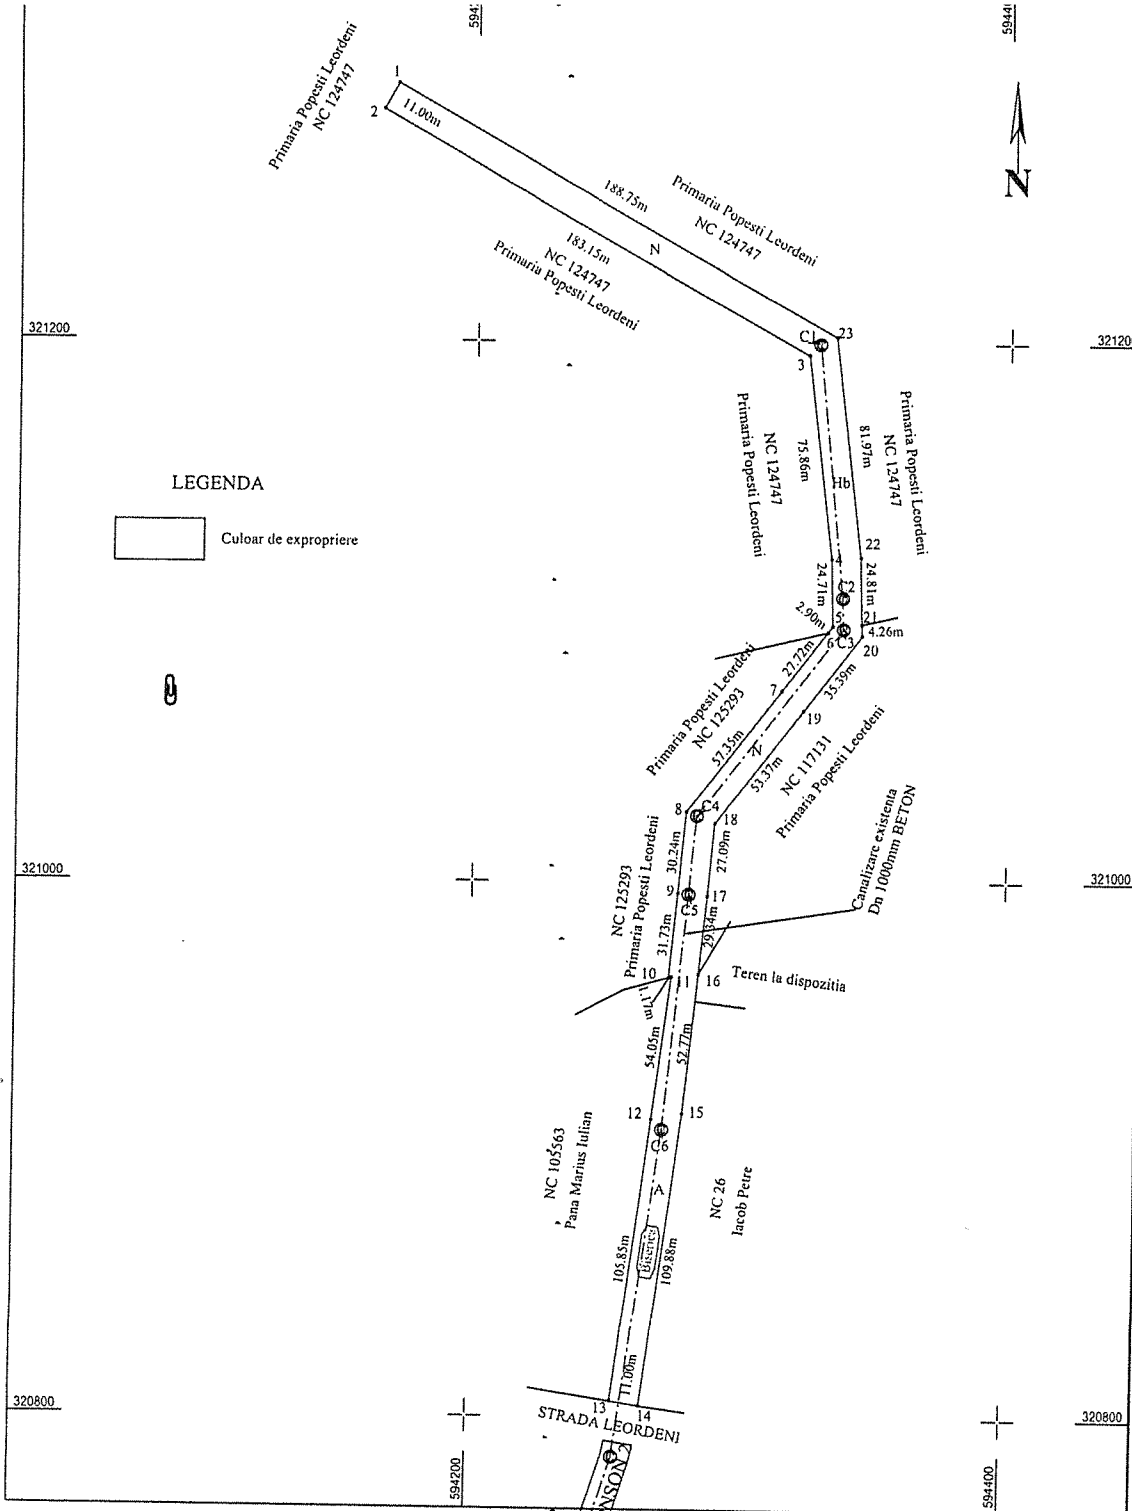 1
2
11.00m
Primaria Popesti Leordeni
NC 124747
188.75m
Primaria Popesti Leordeni
NC 124747
N
183.15m
NC 124747
Primaria Popesti Leordeni
N
321200
C1
23
3
Primaria Popesti Leordeni
NC 124747
75.86m
Hb
81.97m
NC 124747
Primaria Popesti Leordeni
LEGENDA
Culoar de expropriere
4
22
24.71m
C2
24.81m
2.90m
5
21
4.26m
6
C3
20
27.72m
7
35.39m
19
Primaria Popesti Leordeni
NC 125293
57.35m
N
53.37m
NC 117131
Primaria Popesti Leordeni
8
C4
18
30.24m
27.09m
321000
321000
9
C5
17
Canalizare existenta
Dn 1000mm BETON
NC 125293
Primaria Popesti Leordeni
31.73m
29.34m
10
11
16
1.17m
Teren la dispozitia
54.05m
52.77m
12
15
C6
NC 105563
Pana Marius Iulian
A
NC 26
Iacob Petre
Biserica
105.85m
109.88m
11.00m
320800
320800
13
14
STRADA LEORDENI
594200
594400